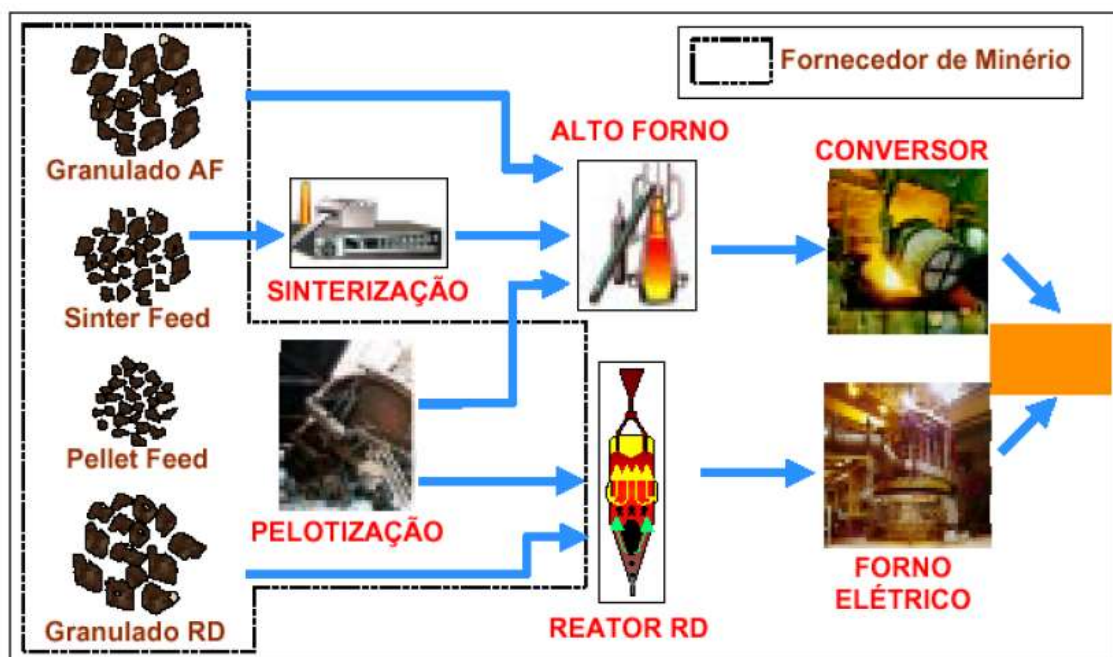 Fornecedor de Minério
Granulado AF
ALTO FORNO
CONVERSOR
Sinter Feed
SINTERIZAÇÃO
Pellet Feed
PELOTIZAÇÃO
Granulado RD
REATOR RD
FORNO
ELÉTRICO